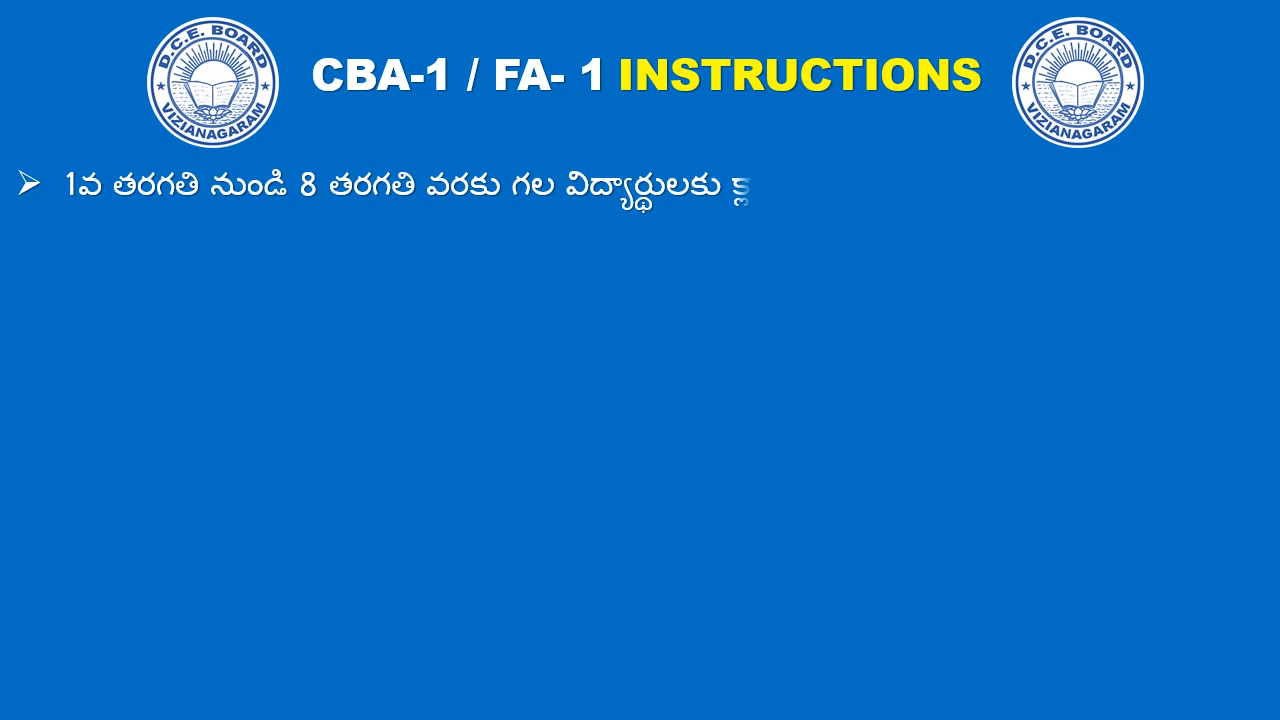 D.C.E. BOARD
VIZIANAGARAM
CBA-1 / FA- 1 INSTRUCTIONS
D.C.E. BOARD
VIZIANAGARAM
➢ 1వ తరగతి నుండి 8 తరగతి వరకు గల విద్యార్థులకు